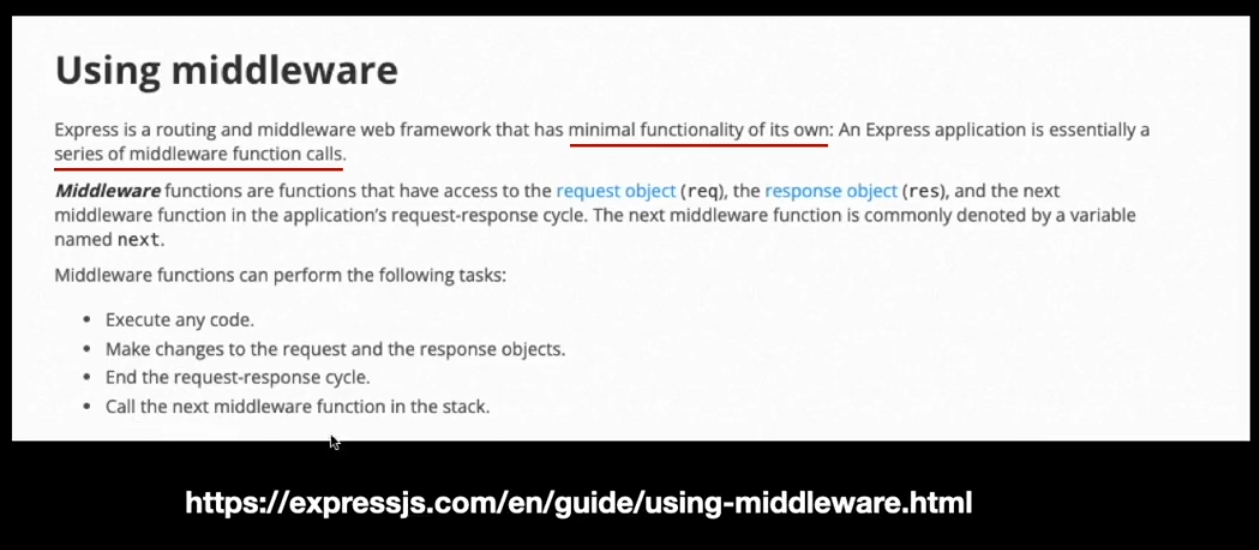 Using middleware
Express is a routing and middleware web framework that has minimal functionality of its own: An Express application is essentially a
series of middleware function calls.
Middleware functions are functions that have access to the request object (req), the response object (res), and the next
middleware function in the application's request-response cycle. The next middleware function is commonly denoted by a variable
named next.
Middleware functions can perform the following tasks:
• Execute any code.
• Make changes to the request and the response objects.
• End the request-response cycle.
• Call the next middleware function in the stack.
https://expressjs.com/en/guide/using-middleware.html